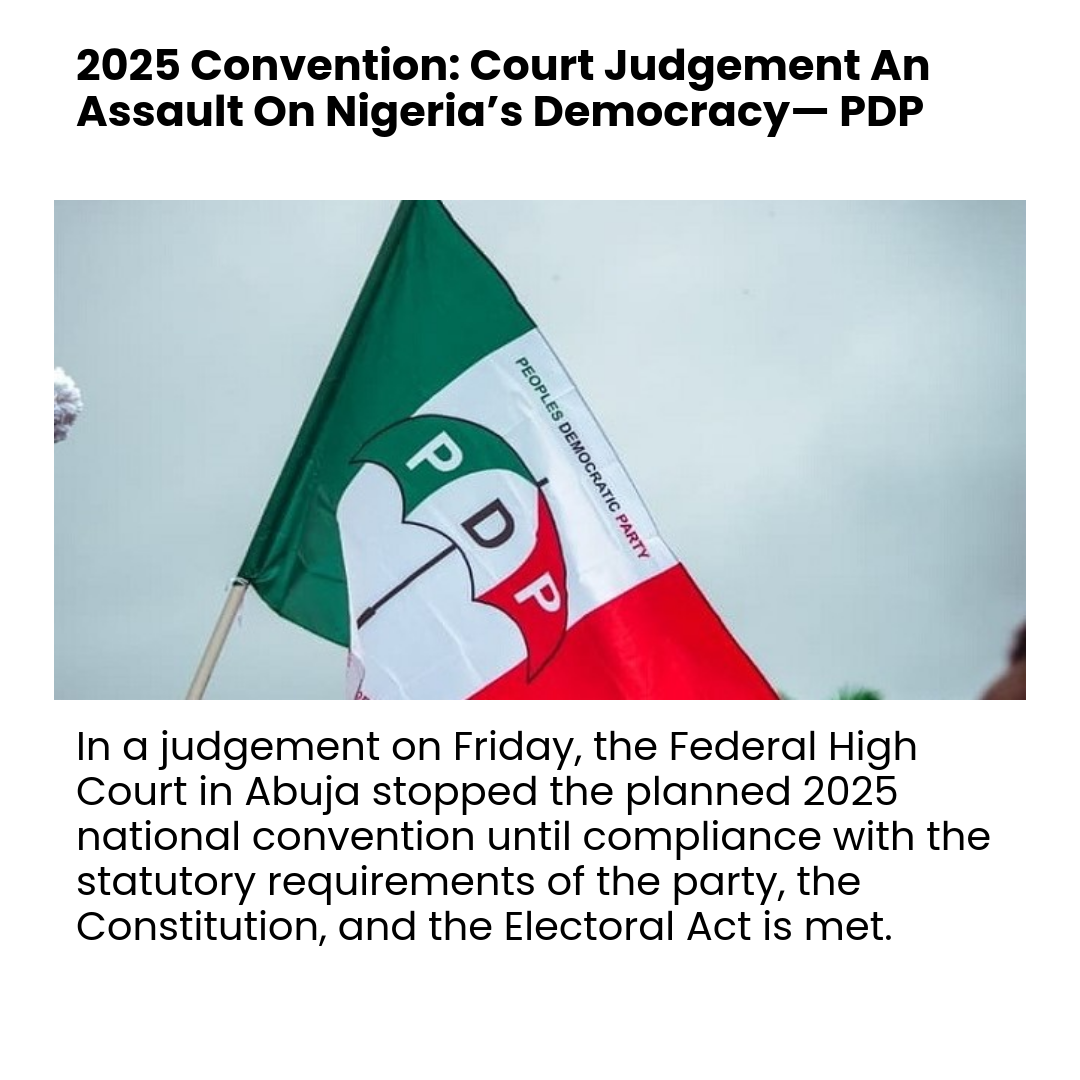 2025 Convention: Court Judgement An
Assault On Nigeria’s Democracy— PDP
PEOPLES DEMOCRATIC PARTY
P
D
P
In a judgement on Friday, the Federal High
Court in Abuja stopped the planned 2025
national convention until compliance with the
statutory requirements of the party, the
Constitution, and the Electoral Act is met.